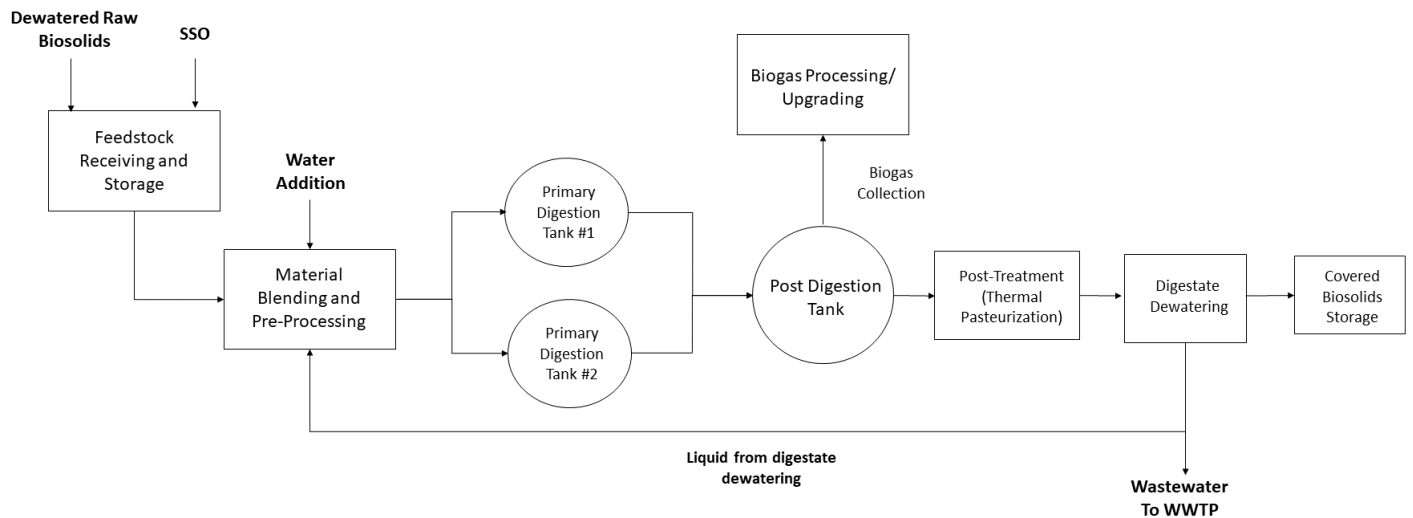 Dewatered Raw
Biosolids
SSO
Feedstock
Receiving and
Storage
Water
Addition
Material
Blending and
Pre-Processing
Primary
Digestion
Tank #1
Primary
Digestion
Tank #2
Biogas Processing/
Upgrading
Biogas
Collection
Post Digestion
Tank
Post-Treatment
(Thermal
Pasteurization)
Digestate
Dewatering
Covered
Biosolids
Storage
Liquid from digestate
dewatering
Wastewater
To WWTP